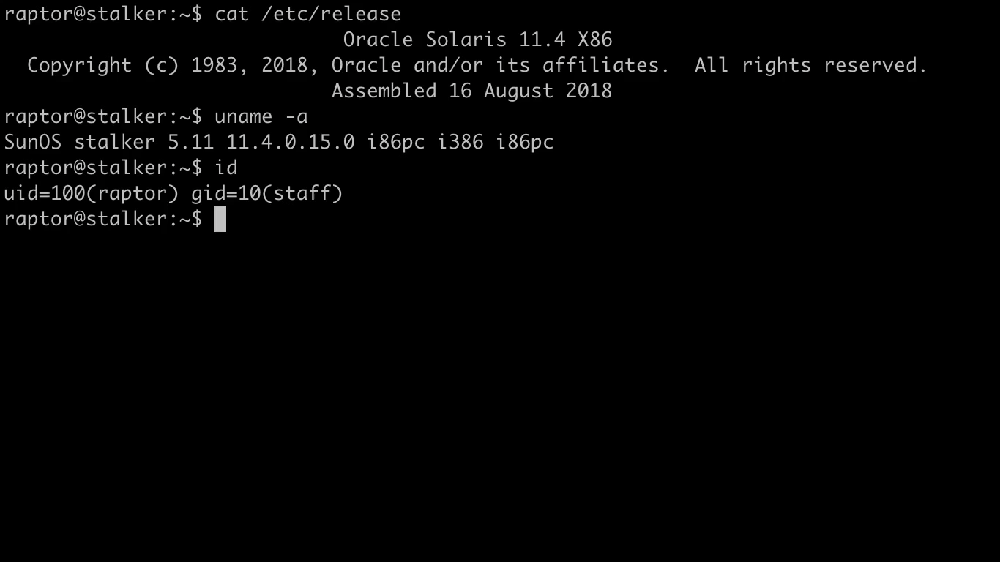 raptor@stalker:~$ cat /etc/release
Oracle Solaris 11.4 X86
Copyright (c) 1983, 2018, Oracle and/or its affiliates.  All rights reserved.
Assembled 16 August 2018
raptor@stalker:~$ uname -a
SunOS stalker 5.11 11.4.0.15.0 i86pc i386 i86pc
raptor@stalker:~$ id
uid=100(raptor) gid=10(staff)
raptor@stalker:~$